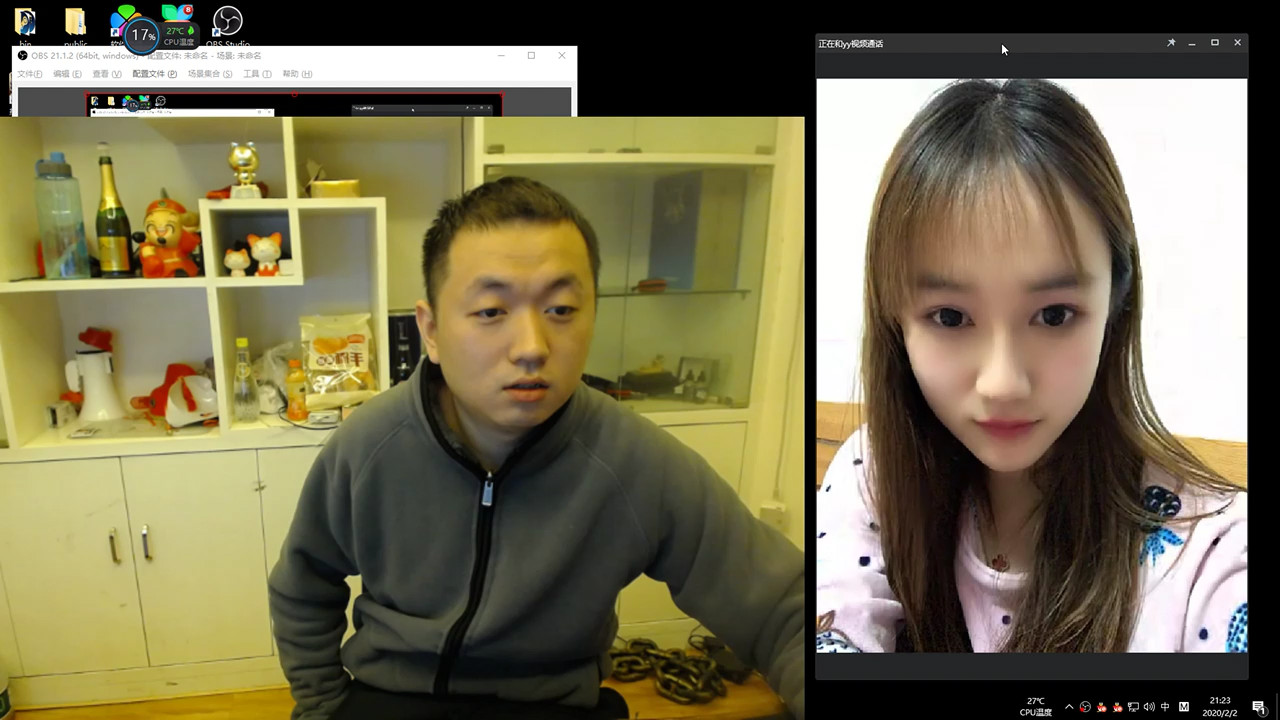 bin
public
软件
17%
27℃
CPU温度
8
OBS Studio
OBS 21.1.2 (64bit, windows) - 配置文件: 未命名 - 场景: 未命名
文件(F) 编辑(E) 查看(V) 配置文件(P) 场景集合(S) 工具(T) 帮助(H)
正在和yy视频通话
27℃
CPU温度
中
M
21:23
2020/2/2
1